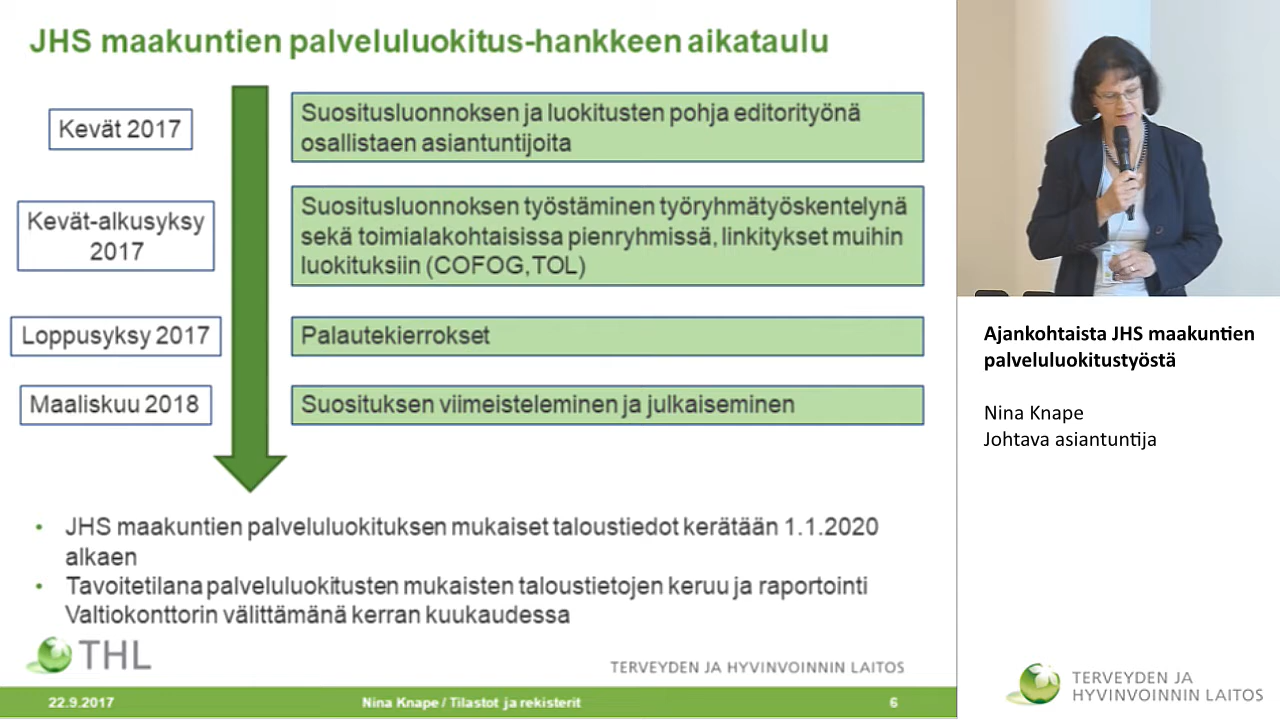 JHS maakuntien palveluluokitus-hankkeen aikataulu
Kevät 2017
Suositusluonnoksen ja luokitusten pohja editorityönä
osallistaen asiantuntijoita
Kevät-alkusyksy
2017
Suositusluonnoksen työstäminen työryhmätyöskentelynä
sekä toimialakohtaisissa pienryhmissä, linkitykset muihin
luokituksiin (COFOG,TOL)
Loppusyksy 2017
Palautekierrokset
Maaliskuu 2018
Suosituksen viimeisteleminen ja julkaiseminen
• JHS maakuntien palveluluokituksen mukaiset taloustiedot kerätään 1.1.2020
alkaen
• Tavoitetilana palveluluokitusten mukaisten taloustietojen keruu ja raportointi
Valtiokonttorin välittämänä kerran kuukaudessa
THL
TERVEYDEN JA HYVINVOINNIN LAITOS
22.9.2017
Nina Knape / Tilastot ja rekisterit
6
Ajankohtaista JHS maakuntien
palveluluokitustyöstä
Nina Knape
Johtava asiantuntija
TERVEYDEN JA
HYVINVOINNIN LAITOS